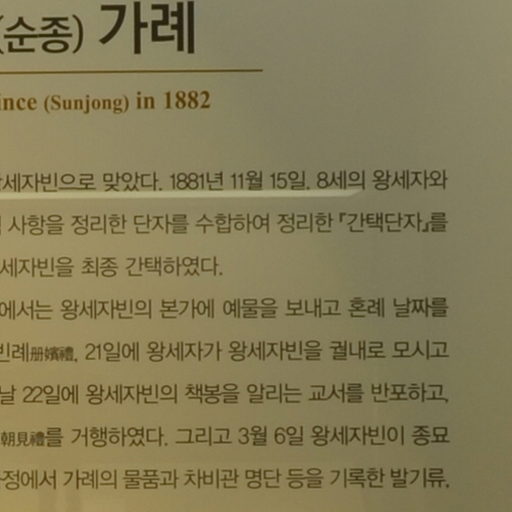 (순종) 가례
ince (Sunjong) in 1882
왕세자빈으로 맞았다. 1881년 11월 15일, 8세의 왕세자와
사항을 정리한 단자를 수합하여 정리한 『간택단자』를
세자빈을 최종 간택하였다.
에서는 왕세자빈의 본가에 예물을 보내고 혼례 날짜를
빈례册嬪禮, 21일에 왕세자가 왕세자빈을 궐내로 모시고
날 22일에 왕세자빈의 책봉을 알리는 교서를 반포하고,
朝見禮를 거행하였다. 그리고 3월 6일 왕세자빈이 종묘
과정에서 가례의 물품과 차비관 명단 등을 기록한 발기류,